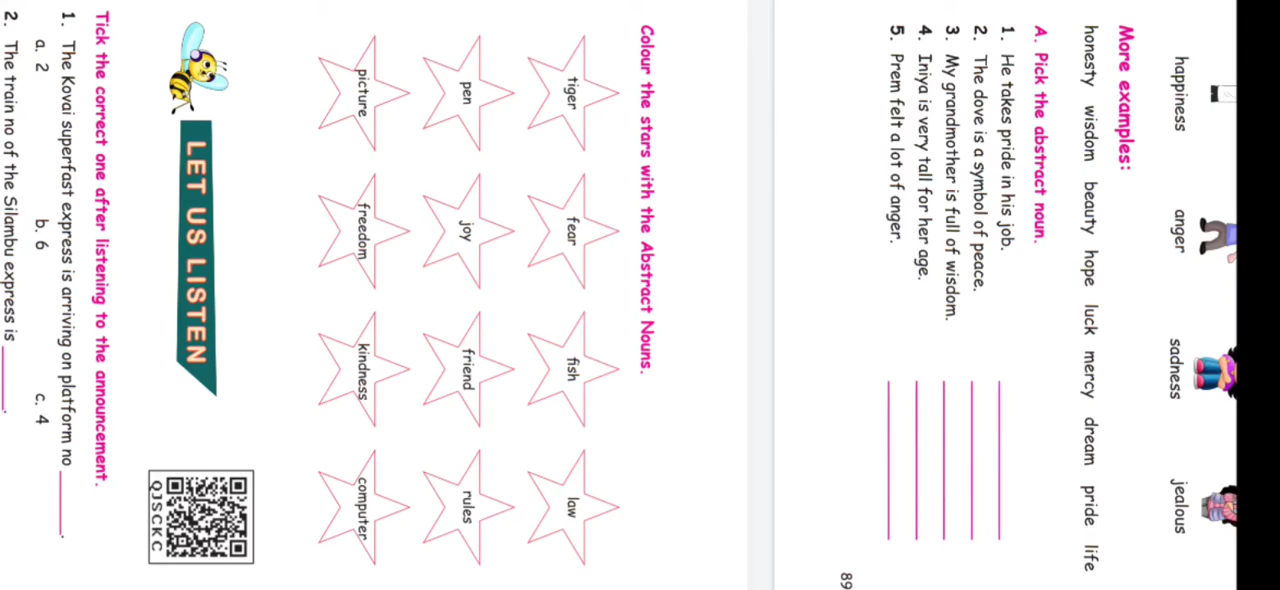 happiness anger sadness jealous
More examples:
honesty wisdom beauty hope luck mercy dream pride life
A. Pick the abstract noun.
1. He takes pride in his job.
2. The dove is a symbol of peace.
3. My grandmother is full of wisdom.
4. Iniya is very tall for her age.
5. Prem felt a lot of anger.
89
Colour the stars with the Abstract Nouns.
tiger fear fish law
pen joy friend rules
picture freedom kindness computer
LET US LISTEN
QJSCKC
Tick the correct one after listening to the announcement.
1. The Kovai superfast express is arriving on platform no ______.
a. 2 b. 6 c. 4
2. The train no of the Silambu express is ______.